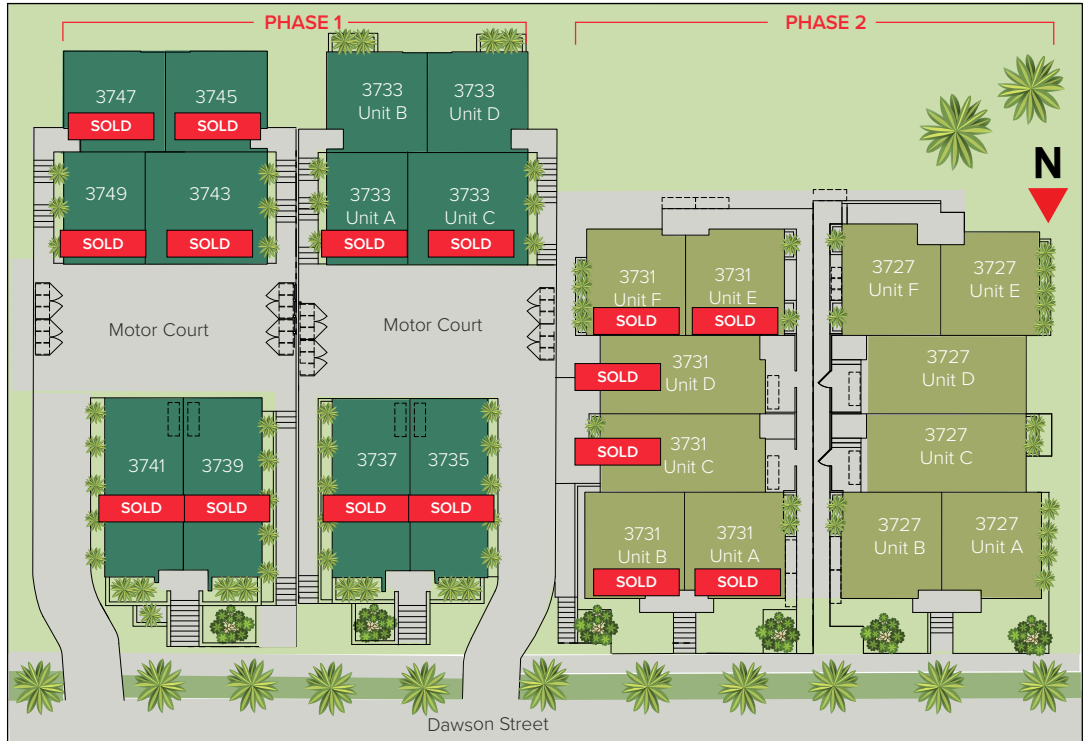 PHASE 1
PHASE 2
3747
SOLD
3745
SOLD
3733
Unit B
3733
Unit D
3749
SOLD
3743
SOLD
3733
Unit A
SOLD
3733
Unit C
SOLD
N
3731
Unit F
SOLD
3731
Unit E
SOLD
3727
Unit F
3727
Unit E
Motor Court
Motor Court
SOLD
3731
Unit D
3727
Unit D
SOLD
3731
Unit C
3727
Unit C
3741
SOLD
3739
SOLD
3737
SOLD
3735
SOLD
3731
Unit B
SOLD
3731
Unit A
SOLD
3727
Unit B
3727
Unit A
Dawson Street